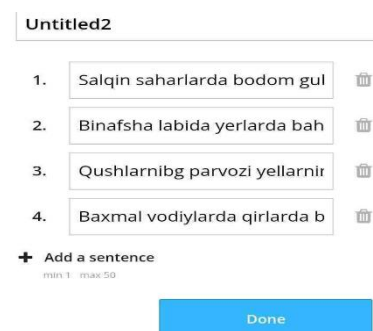 Untitled2
1. Salqin saharlarda bodom gul
2. Binafsha labida yerlarda bah
3. Qushlarnibg parvozi yellarnir
4. Baxmal vodiylarda qirlarda b
+ Add a sentence
min 1 max 50
Done